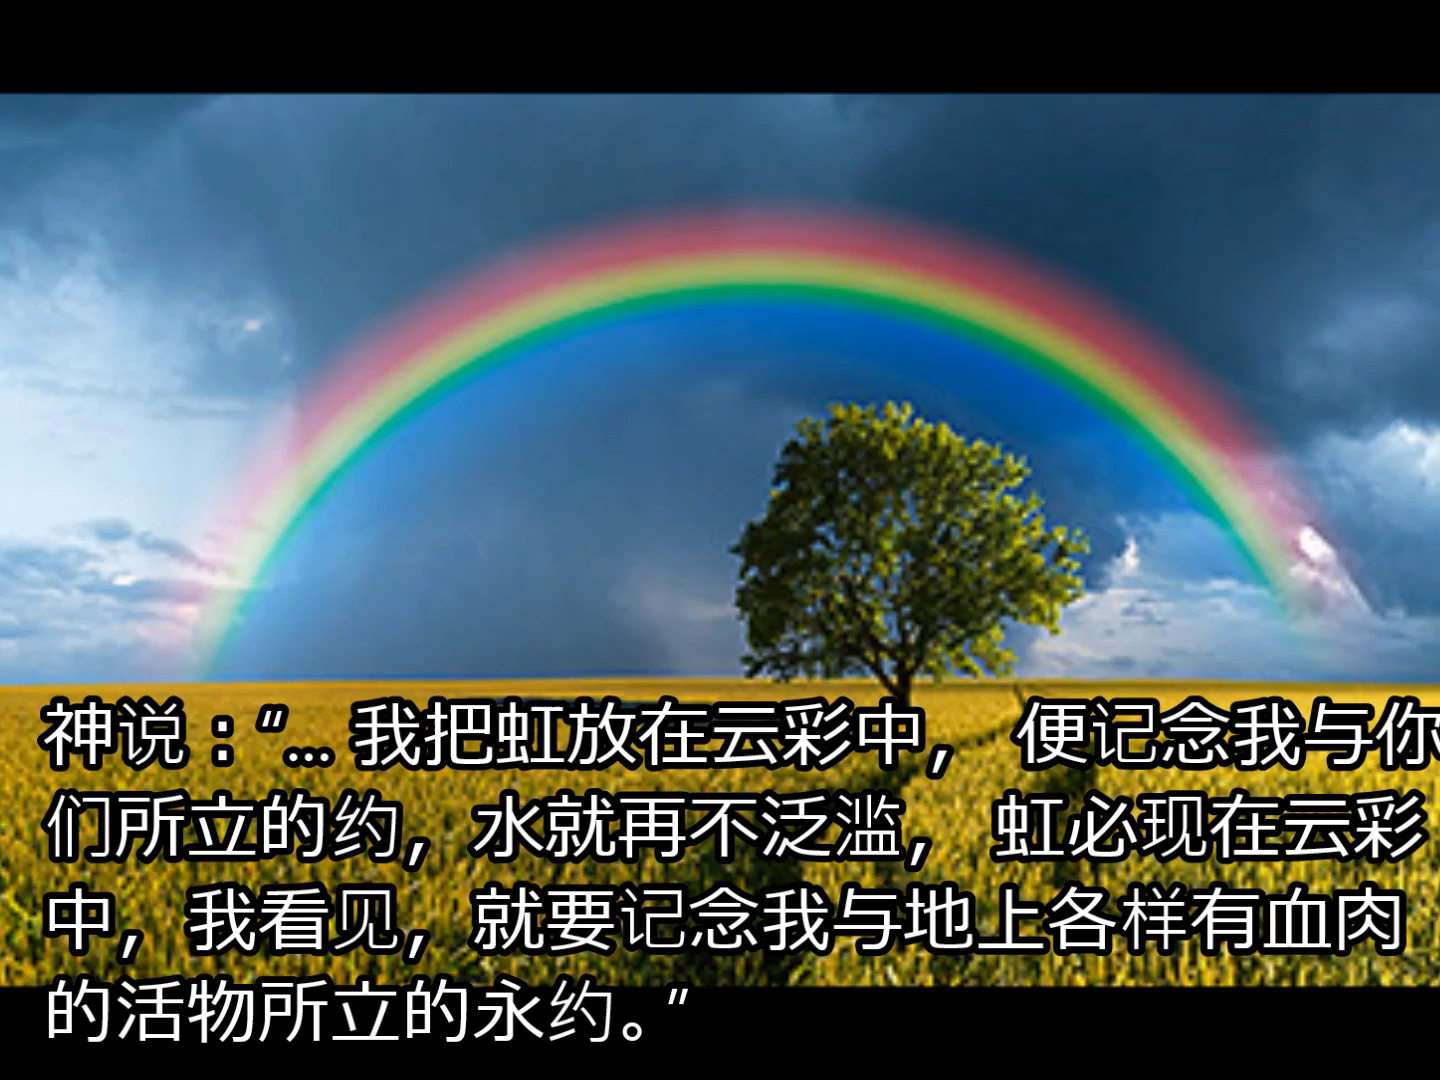 神说：“... 我把虹放在云彩中， 便记念我与你
们所立的约，水就再不泛滥， 虹必现在云彩
中，我看见，就要记念我与地上各样有血肉
的活物所立的永约。”